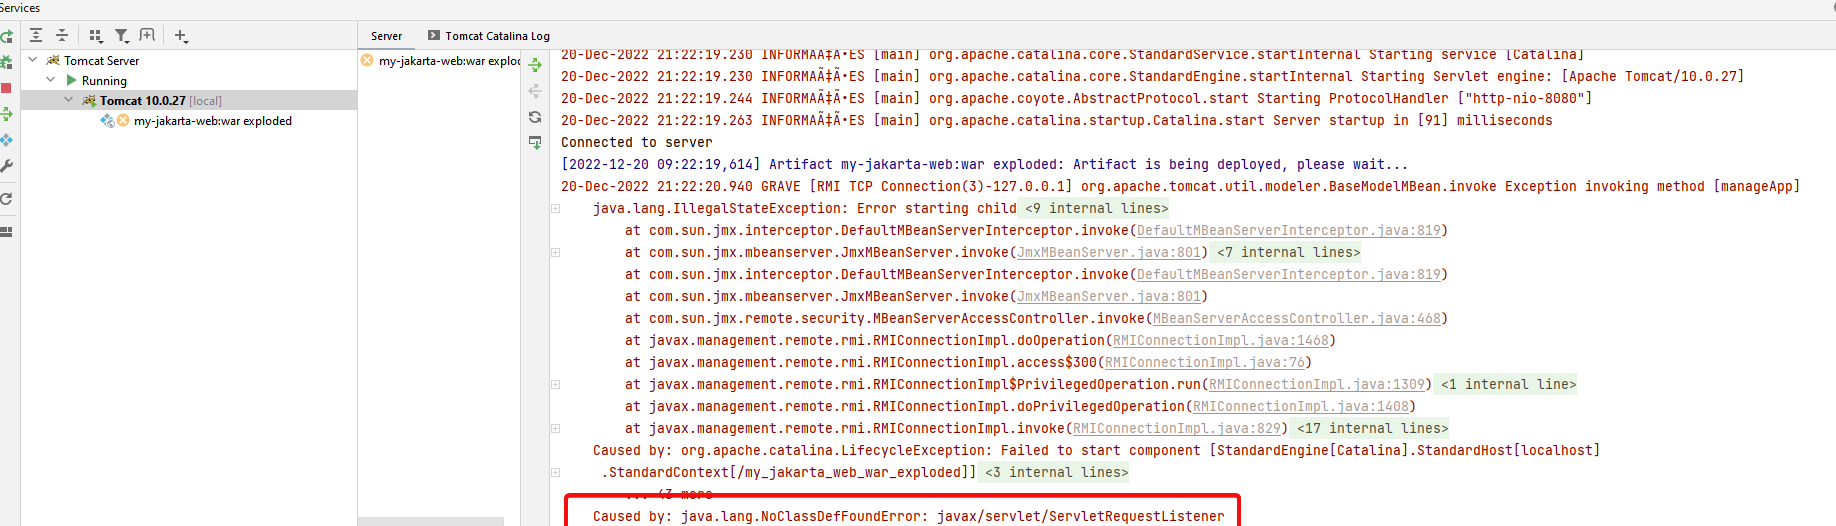 Services
Tomcat Server
Running
Tomcat 10.0.27 [local]
my-jakarta-web:war exploded
Server
Tomcat Catalina Log
my-jakarta-web:war explod
20-Dec-2022 21:22:19.230 INFORMAÃ‡Ã•ES [main] org.apache.catalina.core.StandardService.startInternal Starting service [Catalina]
20-Dec-2022 21:22:19.230 INFORMAÃ‡Ã•ES [main] org.apache.catalina.core.StandardEngine.startInternal Starting Servlet engine: [Apache Tomcat/10.0.27]
20-Dec-2022 21:22:19.244 INFORMAÃ‡Ã•ES [main] org.apache.coyote.AbstractProtocol.start Starting ProtocolHandler ["http-nio-8080"]
20-Dec-2022 21:22:19.263 INFORMAÃ‡Ã•ES [main] org.apache.catalina.startup.Catalina.start Server startup in [91] milliseconds
Connected to server
[2022-12-20 09:22:19,614] Artifact my-jakarta-web:war exploded: Artifact is being deployed, please wait...
20-Dec-2022 21:22:20.940 GRAVE [RMI TCP Connection(3)-127.0.0.1] org.apache.tomcat.util.modeler.BaseModelMBean.invoke Exception invoking method [manageApp]
java.lang.IllegalStateException: Error starting child <9 internal lines>
at com.sun.jmx.interceptor.DefaultMBeanServerInterceptor.invoke(DefaultMBeanServerInterceptor.java:819)
at com.sun.jmx.mbeanserver.JmxMBeanServer.invoke(JmxMBeanServer.java:801) <7 internal lines>
at com.sun.jmx.interceptor.DefaultMBeanServerInterceptor.invoke(DefaultMBeanServerInterceptor.java:819)
at com.sun.jmx.mbeanserver.JmxMBeanServer.invoke(JmxMBeanServer.java:801)
at com.sun.jmx.remote.security.MBeanServerAccessController.invoke(MBeanServerAccessController.java:468)
at javax.management.remote.rmi.RMIConnectionImpl.doOperation(RMIConnectionImpl.java:1468)
at javax.management.remote.rmi.RMIConnectionImpl.access$300(RMIConnectionImpl.java:76)
at javax.management.remote.rmi.RMIConnectionImpl$PrivilegedOperation.run(RMIConnectionImpl.java:1309) <1 internal line>
at javax.management.remote.rmi.RMIConnectionImpl.doPrivilegedOperation(RMIConnectionImpl.java:1408)
at javax.management.remote.rmi.RMIConnectionImpl.invoke(RMIConnectionImpl.java:829) <17 internal lines>
Caused by: org.apache.catalina.LifecycleException: Failed to start component [StandardEngine[Catalina].StandardHost[localhost]
.StandardContext[/my_jakarta_web_war_exploded]] <3 internal lines>
... 43 more
Caused by: java.lang.NoClassDefFoundError: javax/servlet/ServletRequestListener